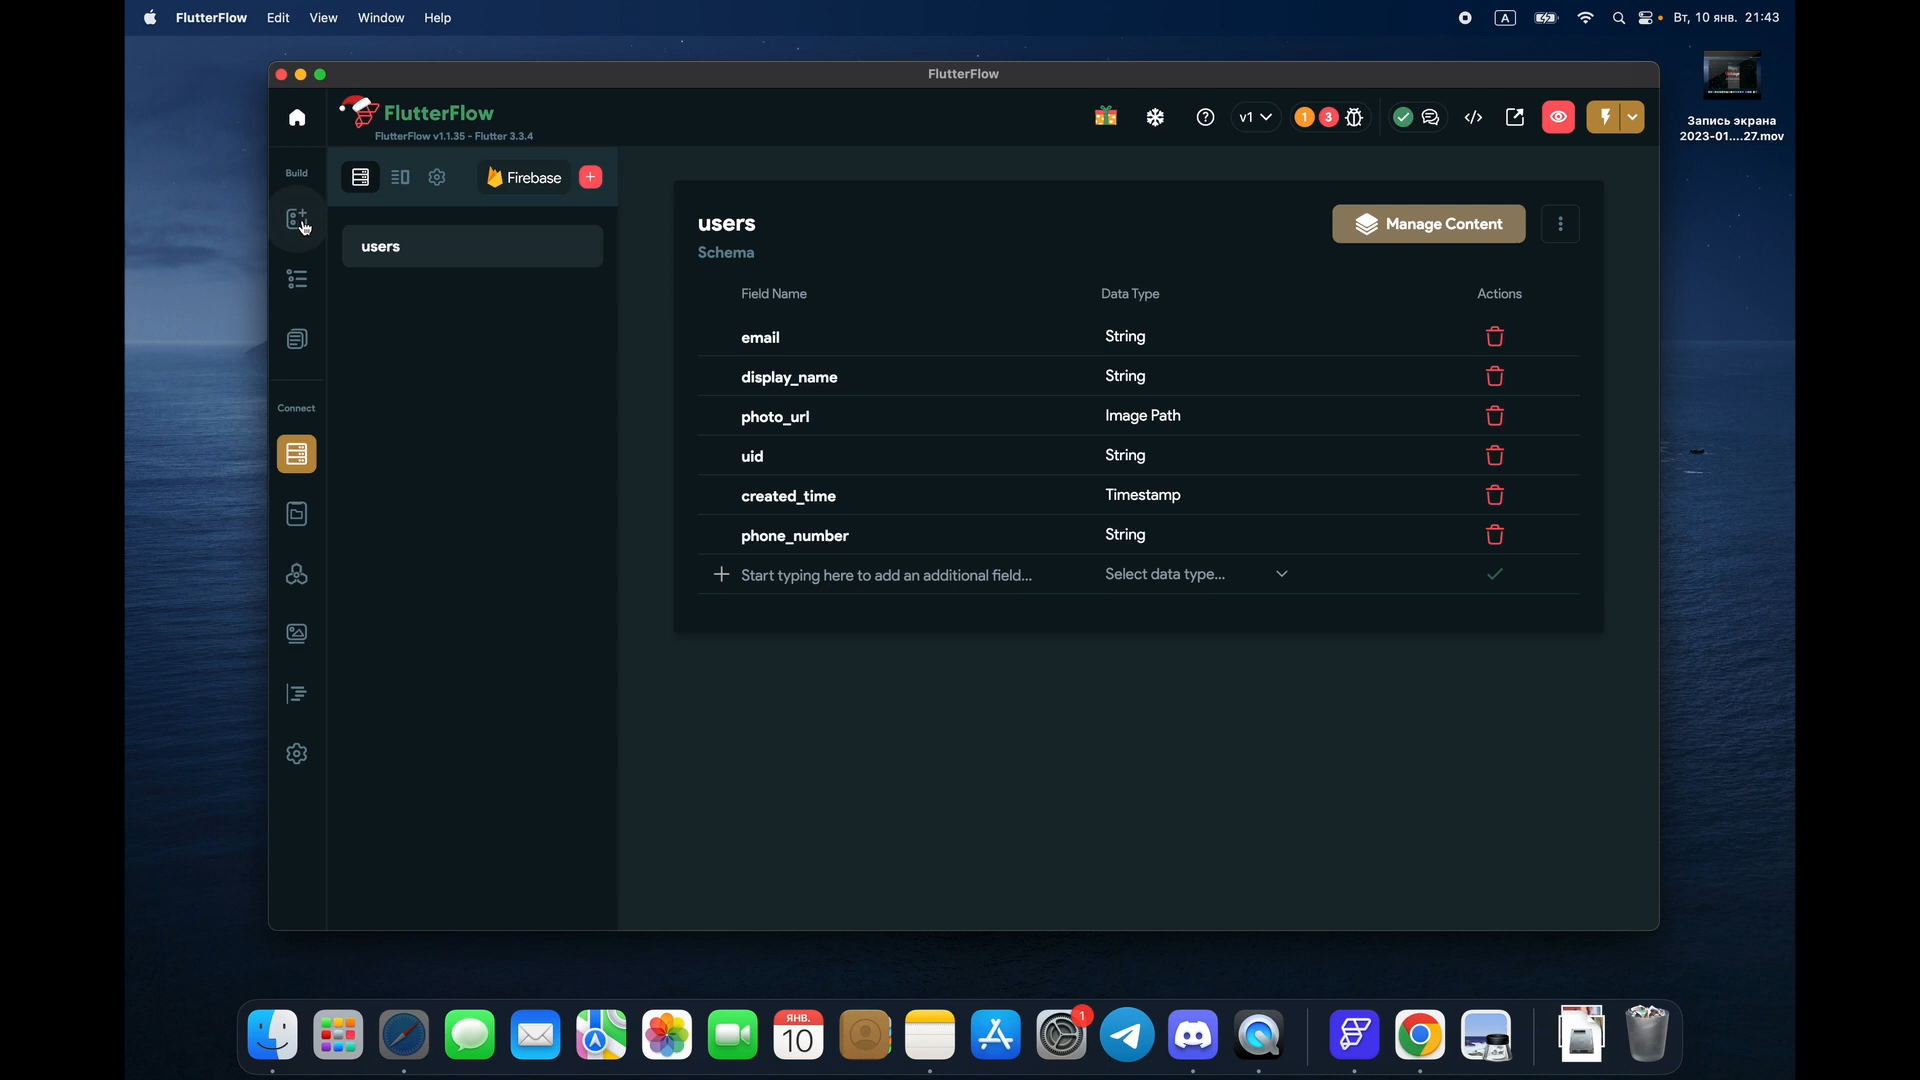 FlutterFlow Edit View Window Help
A
Вт, 10 янв. 21:43
FlutterFlow
FlutterFlow
FlutterFlow v1.1.35 - Flutter 3.3.4
v1
1
3
Запись экрана
2023-01....27.mov
Build
Firebase
users
Connect
users
Schema
Manage Content
Field Name Data Type Actions
email String
display_name String
photo_url Image Path
uid String
created_time Timestamp
phone_number String
Start typing here to add an additional field... Select data type...
ЯНВ.
10
1